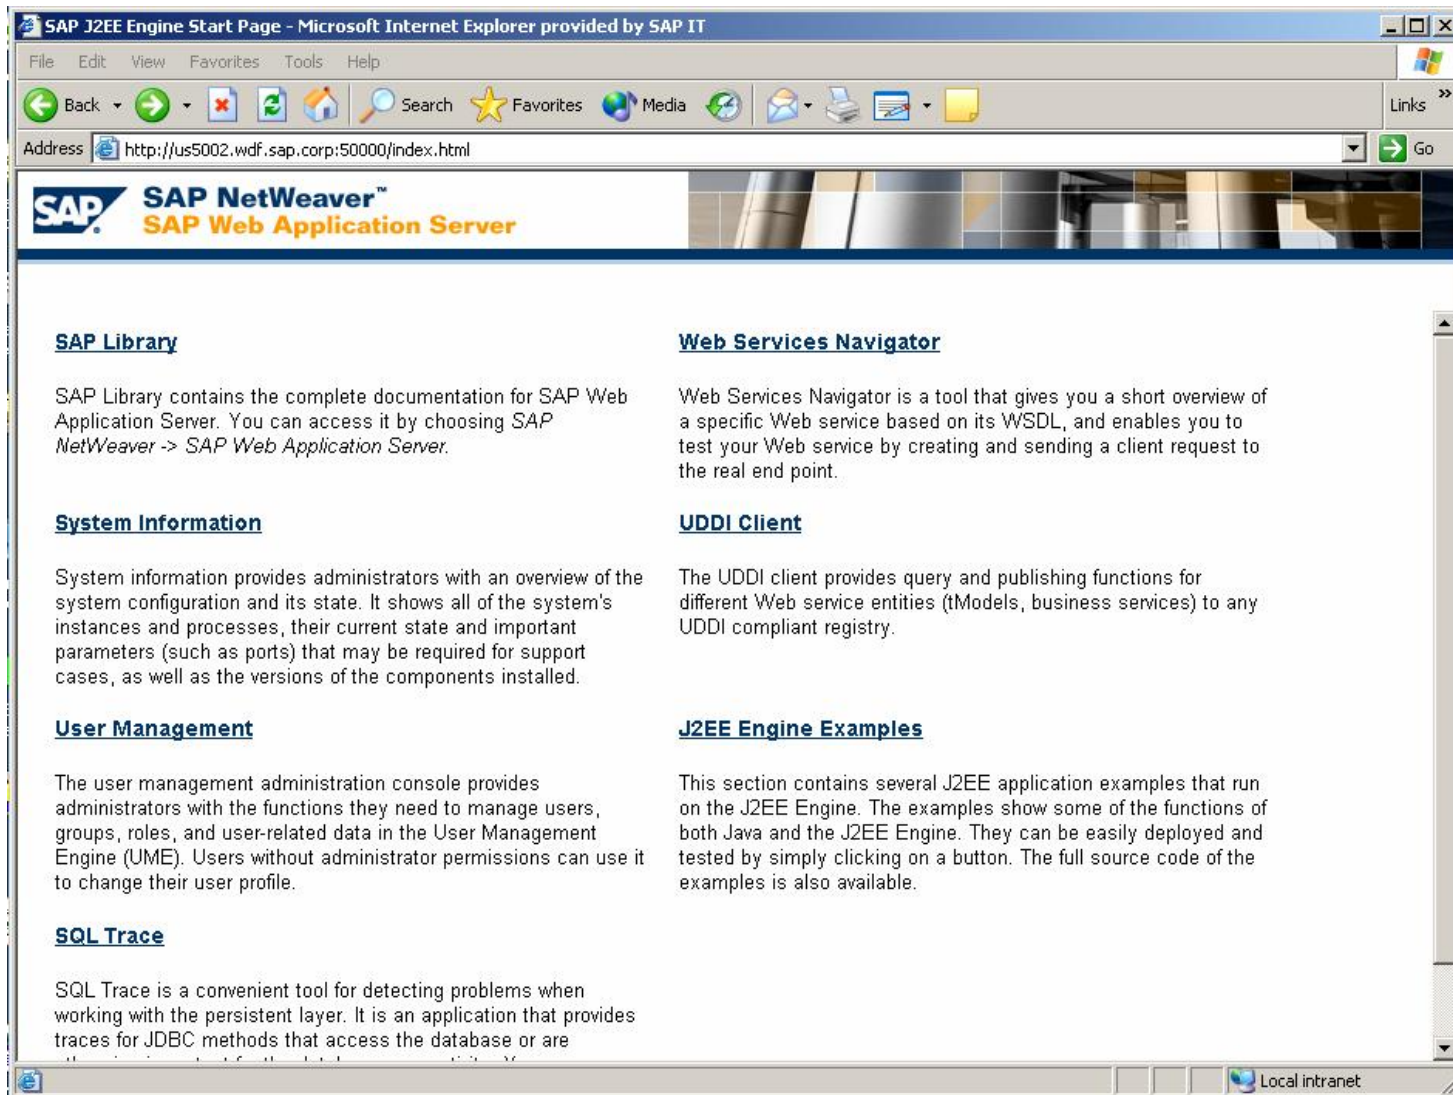 SAP J2EE Engine Start Page - Microsoft Internet Explorer provided by SAP IT
File Edit View Favorites Tools Help
Back Search Favorites Media Links »
Address http://us5002.wdf.sap.corp:50000/index.html Go
SAP SAP NetWeaver™
SAP Web Application Server
SAP Library
SAP Library contains the complete documentation for SAP Web
Application Server. You can access it by choosing SAP
NetWeaver -> SAP Web Application Server.
Web Services Navigator
Web Services Navigator is a tool that gives you a short overview of
a specific Web service based on its WSDL, and enables you to
test your Web service by creating and sending a client request to
the real end point.
System Information
System information provides administrators with an overview of the
system configuration and its state. It shows all of the system's
instances and processes, their current state and important
parameters (such as ports) that may be required for support
cases, as well as the versions of the components installed.
UDDI Client
The UDDI client provides query and publishing functions for
different Web service entities (tModels, business services) to any
UDDI compliant registry.
User Management
The user management administration console provides
administrators with the functions they need to manage users,
groups, roles, and user-related data in the User Management
Engine (UME). Users without administrator permissions can use it
to change their user profile.
J2EE Engine Examples
This section contains several J2EE application examples that run
on the J2EE Engine. The examples show some of the functions of
both Java and the J2EE Engine. They can be easily deployed and
tested by simply clicking on a button. The full source code of the
examples is also available.
SQL Trace
SQL Trace is a convenient tool for detecting problems when
working with the persistent layer. It is an application that provides
traces for JDBC methods that access the database or are
Local intranet